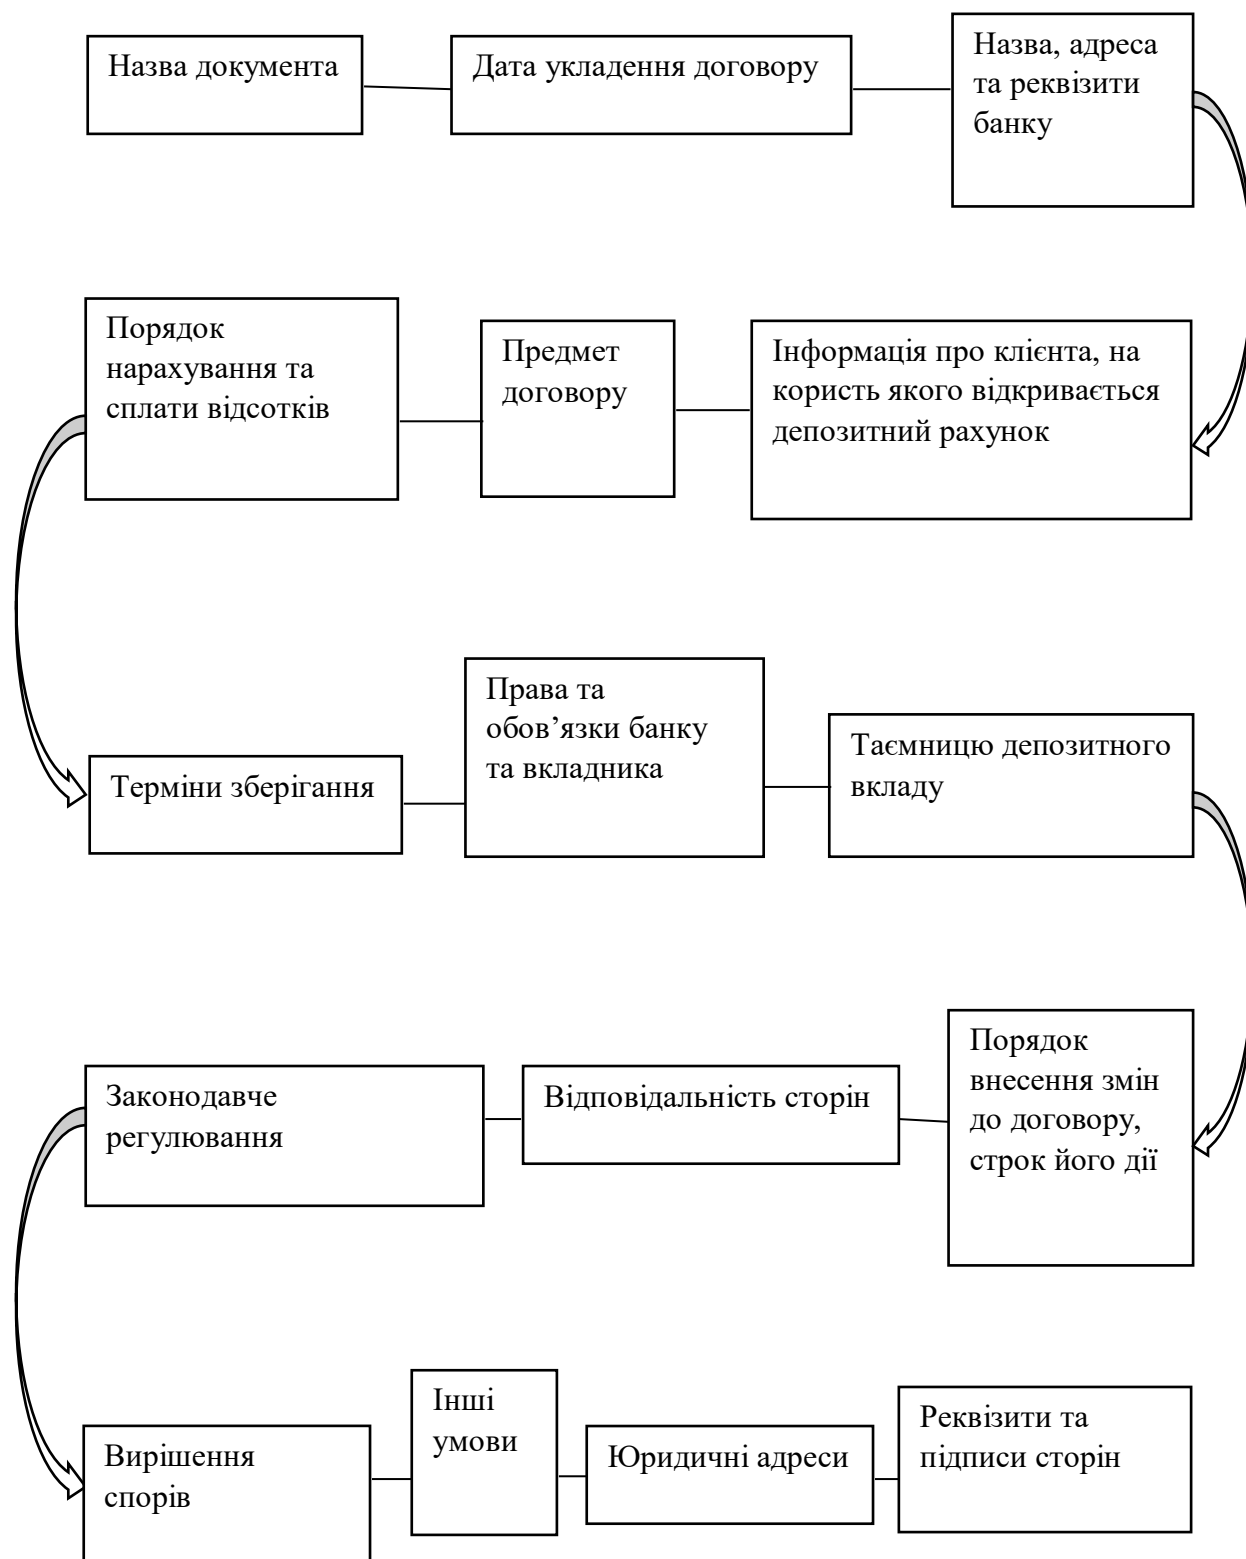 Назва документа
Дата укладення договору
Назва, адреса
та реквізити
банку
Порядок
нарахування та
сплати відсотків
Предмет
договору
Інформація про клієнта, на
користь якого відкривається
депозитний рахунок
Терміни зберігання
Права та
обов’язки банку
та вкладника
Таємницю депозитного
вкладу
Законодавче
регулювання
Відповідальність сторін
Порядок
внесення змін
до договору,
строк його дії
Вирішення
спорів
Інші
умови
Юридичні адреси
Реквізити та
підписи сторін